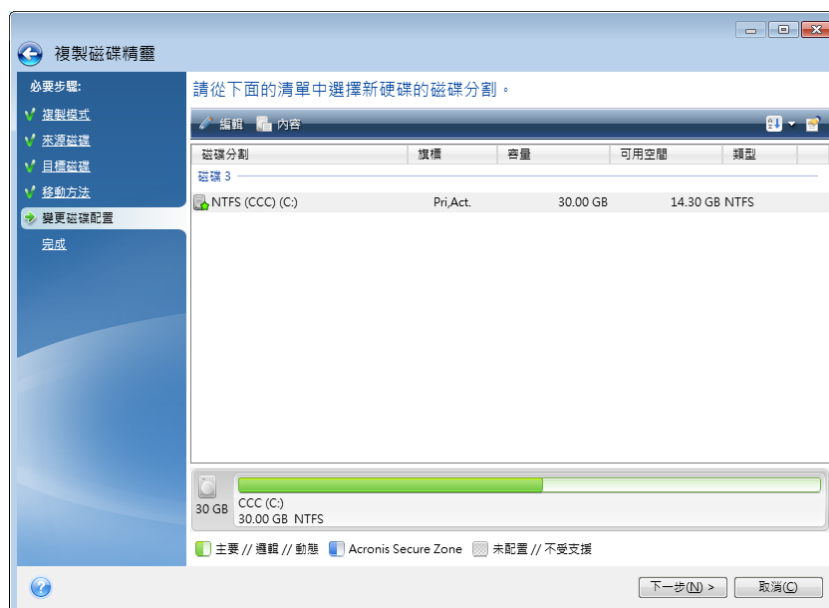 複製磁碟精靈
必要步驟:
複製模式
來源磁碟
目標磁碟
移動方法
變更磁碟配置
完成
請從下面的清單中選擇新硬碟的磁碟分割。
編輯 內容
磁碟分割 旗標 容量 可用空間 類型
磁碟 3
NTFS (CCC) (C:) Pri,Act. 30.00 GB 14.30 GB NTFS
30 GB
CCC (C:)
30.00 GB NTFS
主要 // 邏輯 // 動態 Acronis Secure Zone 未配置 // 不受支援
下一步(N) > 取消(C)